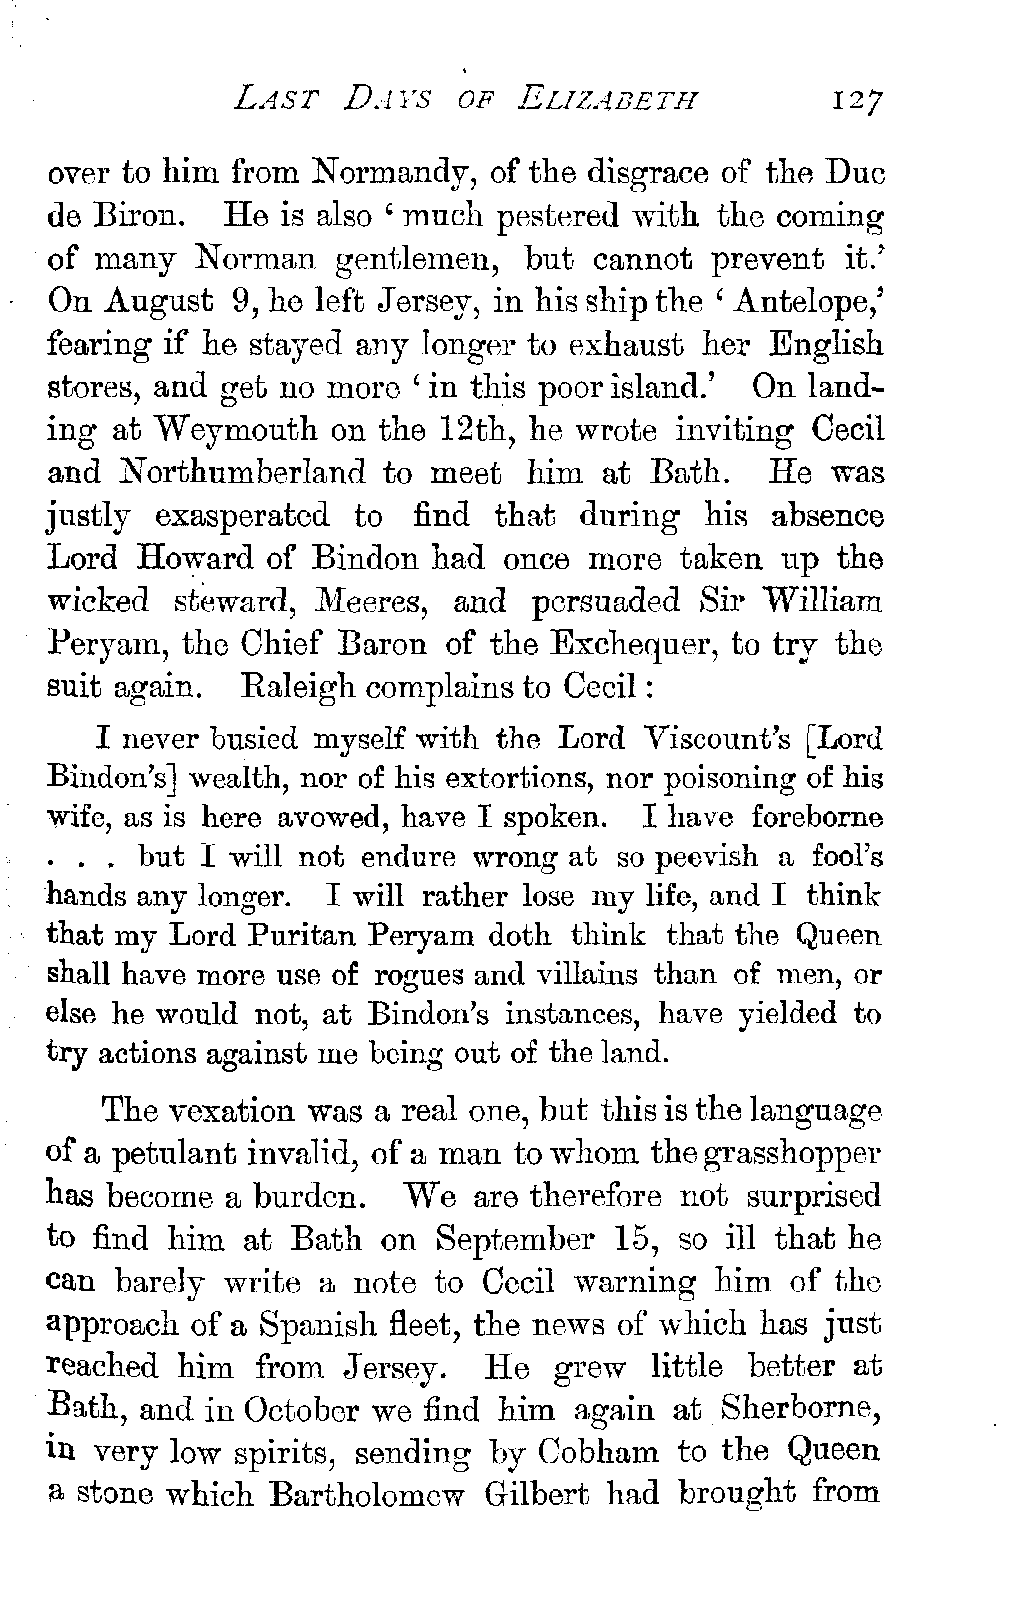 LAST DAYS OF ELIZABETH 127
over to him from Normandy, of the disgrace of the Duc
de Biron. He is also ‘ much pestered with the coming
of many Norman gentlemen, but cannot prevent it.’
On August 9, he left Jersey, in his ship the ‘ Antelope,’
fearing if he stayed any longer to exhaust her English
stores, and get no more ‘ in this poor island.’ On land-
ing at Weymouth on the 12th, he wrote inviting Cecil
and Northumberland to meet him at Bath. He was
justly exasperated to find that during his absence
Lord Howard of Bindon had once more taken up the
wicked steward, Meeres, and persuaded Sir William
Peryam, the Chief Baron of the Exchequer, to try the
suit again. Raleigh complains to Cecil :
I never busied myself with the Lord Viscount’s [Lord
Bindon’s] wealth, nor of his extortions, nor poisoning of his
wife, as is here avowed, have I spoken. I have foreborne
. . . but I will not endure wrong at so peevish a fool’s
hands any longer. I will rather lose my life, and I think
that my Lord Puritan Peryam doth think that the Queen
shall have more use of rogues and villains than of men, or
else he would not, at Bindon’s instances, have yielded to
try actions against me being out of the land.
The vexation was a real one, but this is the language
of a petulant invalid, of a man to whom the grasshopper
has become a burden. We are therefore not surprised
to find him at Bath on September 15, so ill that he
can barely write a note to Cecil warning him of the
approach of a Spanish fleet, the news of which has just
reached him from Jersey. He grew little better at
Bath, and in October we find him again at Sherborne,
in very low spirits, sending by Cobham to the Queen
a stone which Bartholomew Gilbert had brought from